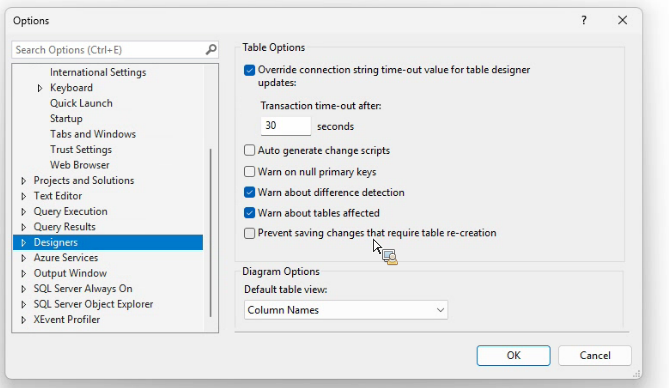 Options
Search Options (Ctrl+E)
International Settings
Keyboard
Quick Launch
Startup
Tabs and Windows
Trust Settings
Web Browser
Projects and Solutions
Text Editor
Query Execution
Query Results
Designers
Azure Services
Output Window
SQL Server Always On
SQL Server Object Explorer
XEvent Profiler
Table Options
Override connection string time-out value for table designer
updates:
Transaction time-out after:
30 seconds
Auto generate change scripts
Warn on null primary keys
Warn about difference detection
Warn about tables affected
Prevent saving changes that require table re-creation
Diagram Options
Default table view:
Column Names
OK Cancel